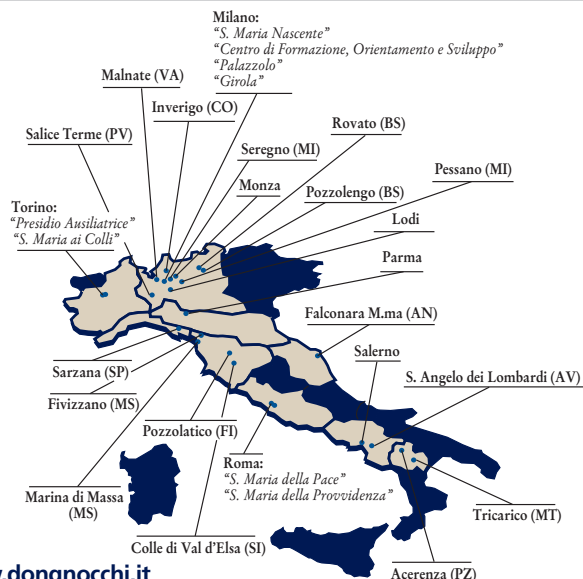 Milano:
“S. Maria Nascente”
“Centro di Formazione, Orientamento e Sviluppo”
“Palazzolo”
“Girola”
Malnate (VA)
Inverigo (CO)
Rovato (BS)
Salice Terme (PV)
Seregno (MI)
Pessano (MI)
Monza
Pozzolengo (BS)
Torino:
“Presidio Ausiliatrice”
“S. Maria ai Colli”
Lodi
Parma
Falconara M.ma (AN)
Salerno
Sarzana (SP)
S. Angelo dei Lombardi (AV)
Fivizzano (MS)
Pozzolatico (FI)
Roma:
“S. Maria della Pace”
“S. Maria della Provvidenza”
Marina di Massa
(MS)
Tricarico (MT)
Colle di Val d’Elsa (SI)
Acerenza (PZ)
w.dongnocchi.it